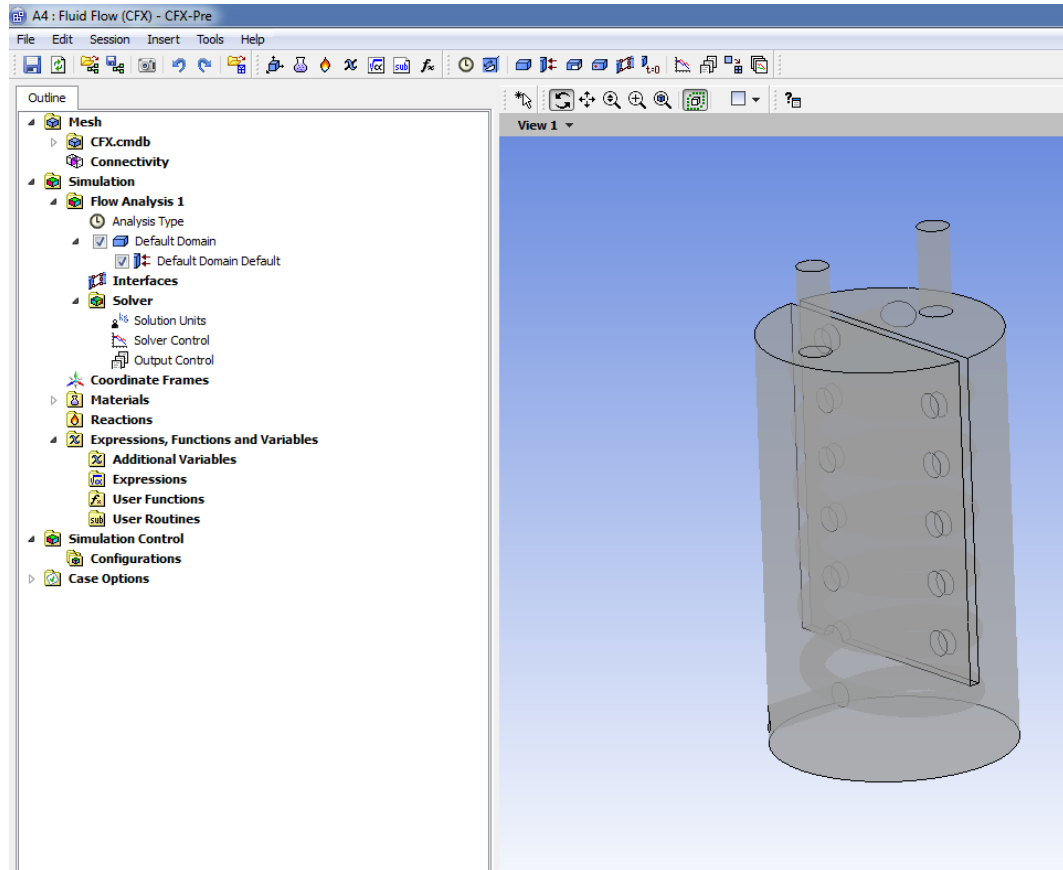 A4 : Fluid Flow (CFX) - CFX-Pre
File Edit Session Insert Tools Help
Outline
View 1
Mesh
CFX.cmdb
Connectivity
Simulation
Flow Analysis 1
Analysis Type
Default Domain
Default Domain Default
Interfaces
Solver
Solution Units
Solver Control
Output Control
Coordinate Frames
Materials
Reactions
Expressions, Functions and Variables
Additional Variables
Expressions
User Functions
User Routines
Simulation Control
Configurations
Case Options